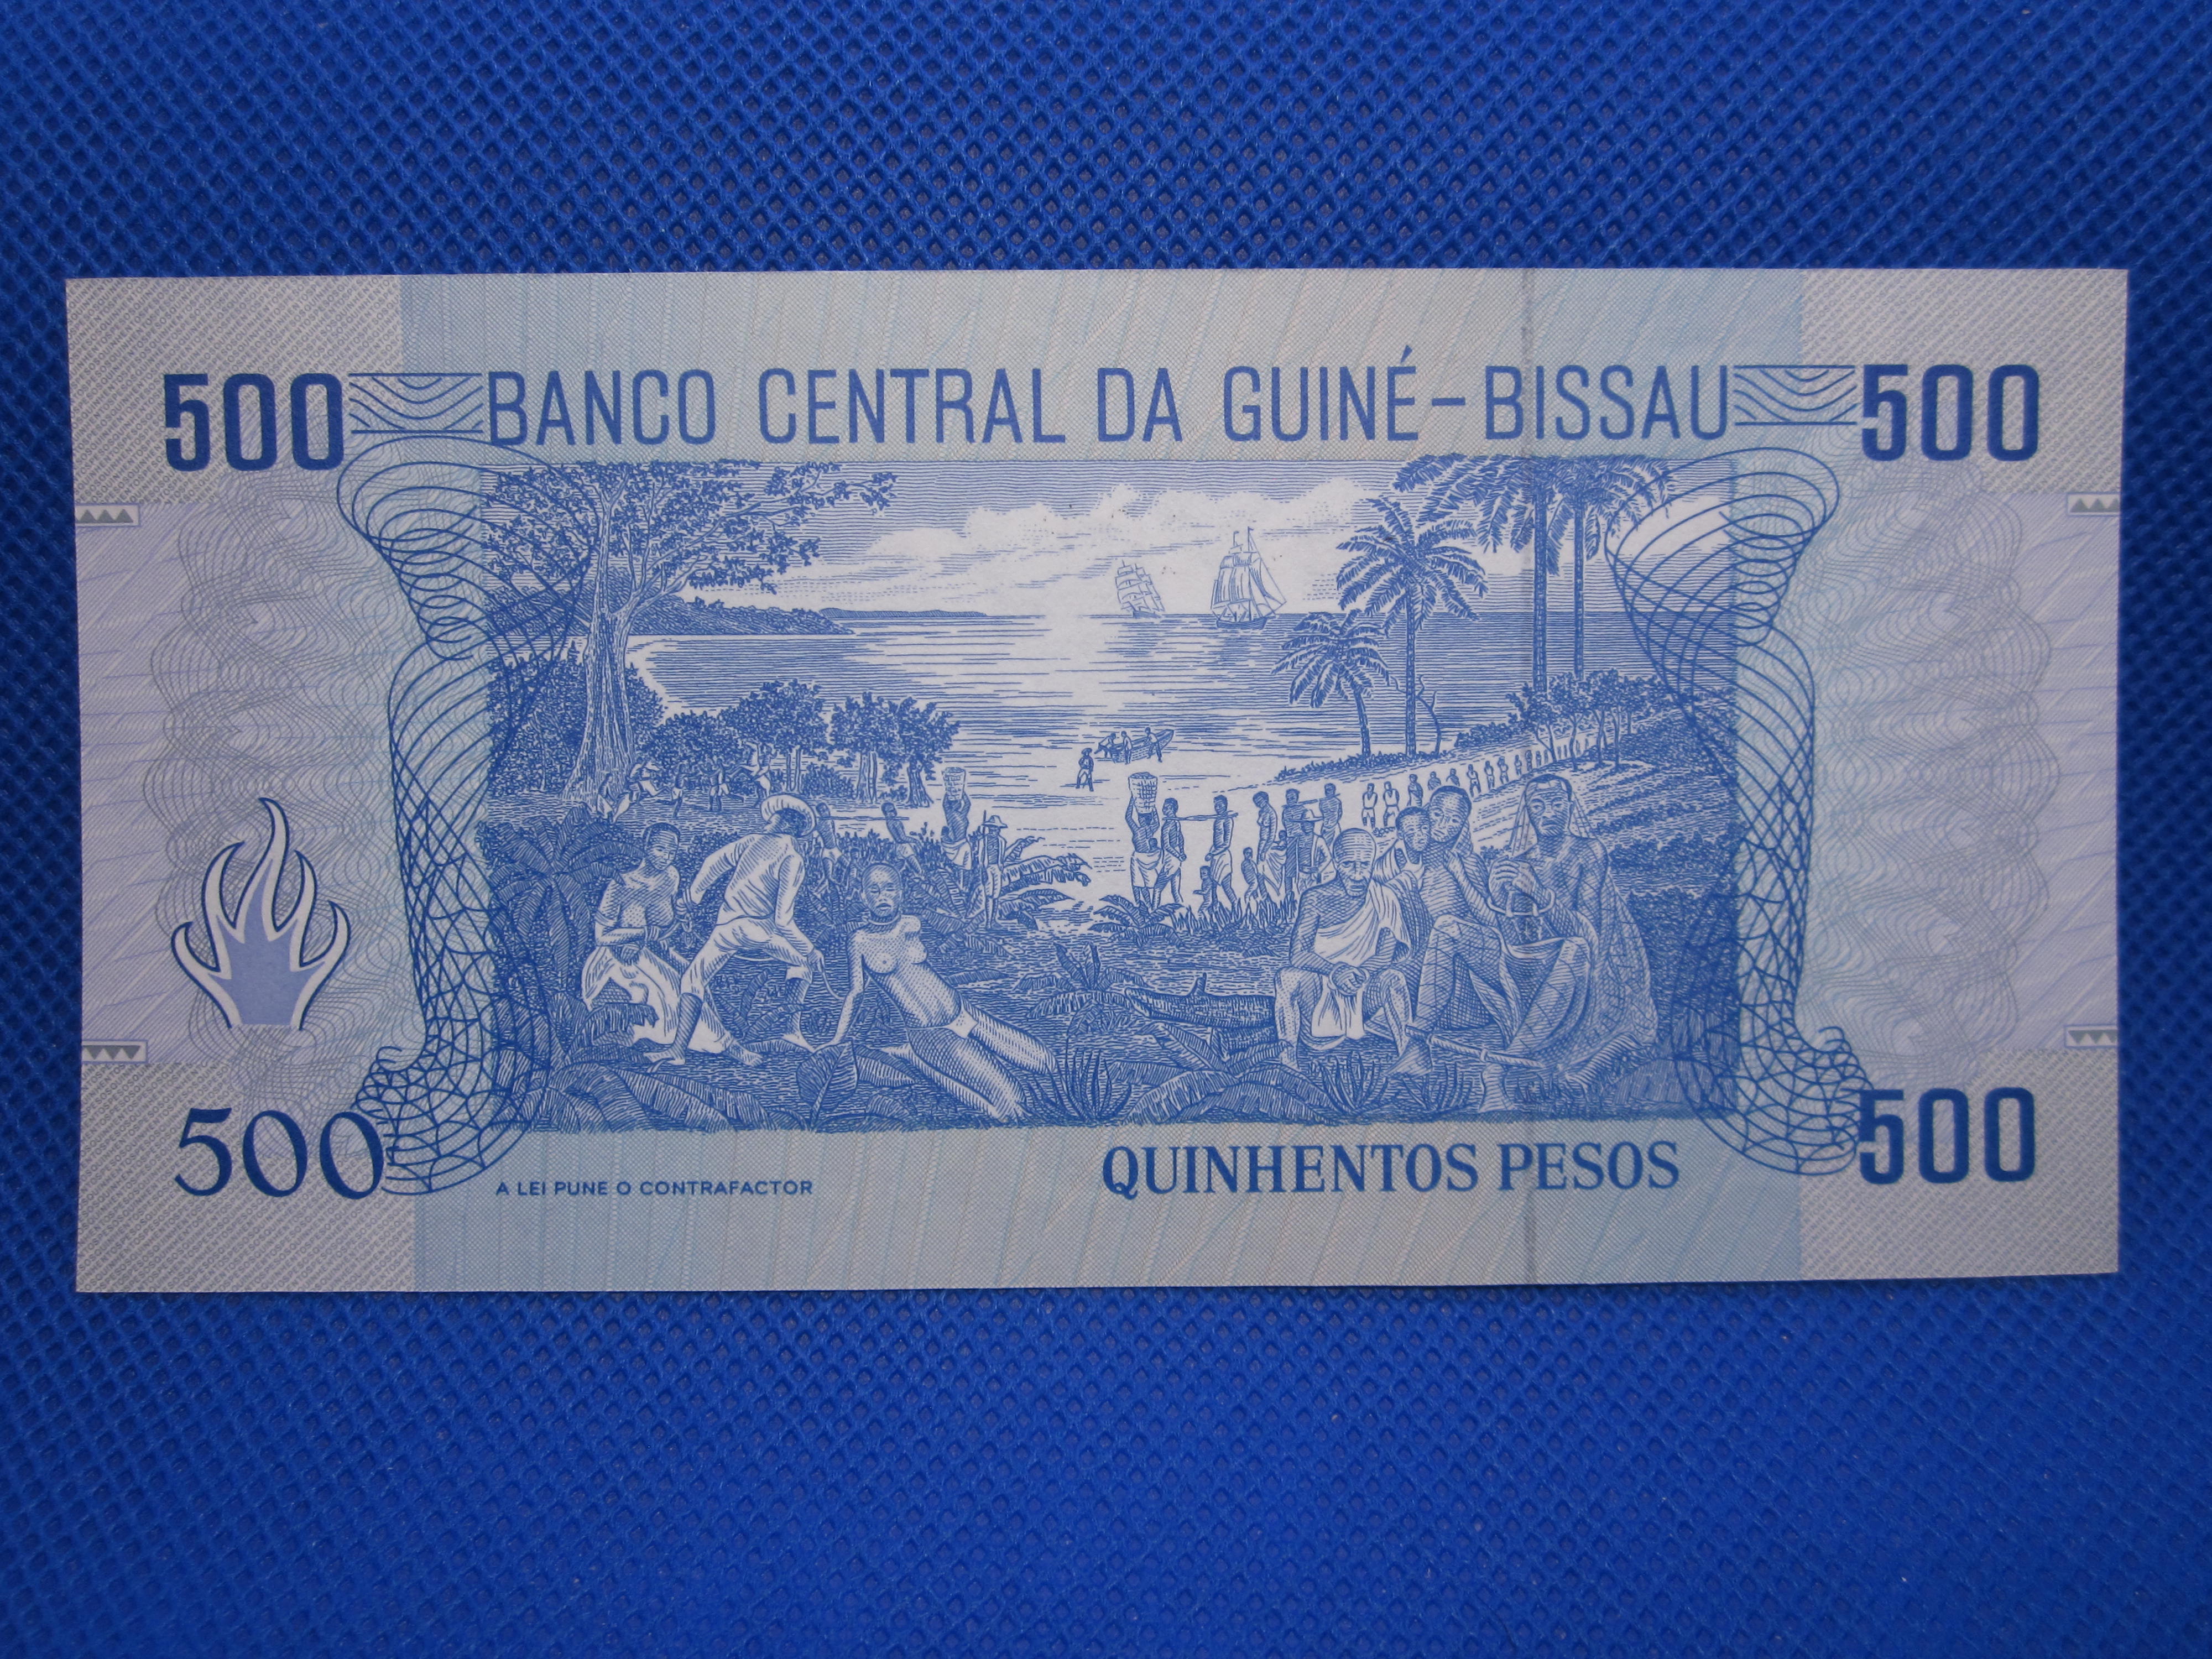 500 BANCO CENTRAL DA GUINÉ-BISSAU 500
500 A LEI PUNE O CONTRAFACTOR QUINHENTOS PESOS 500